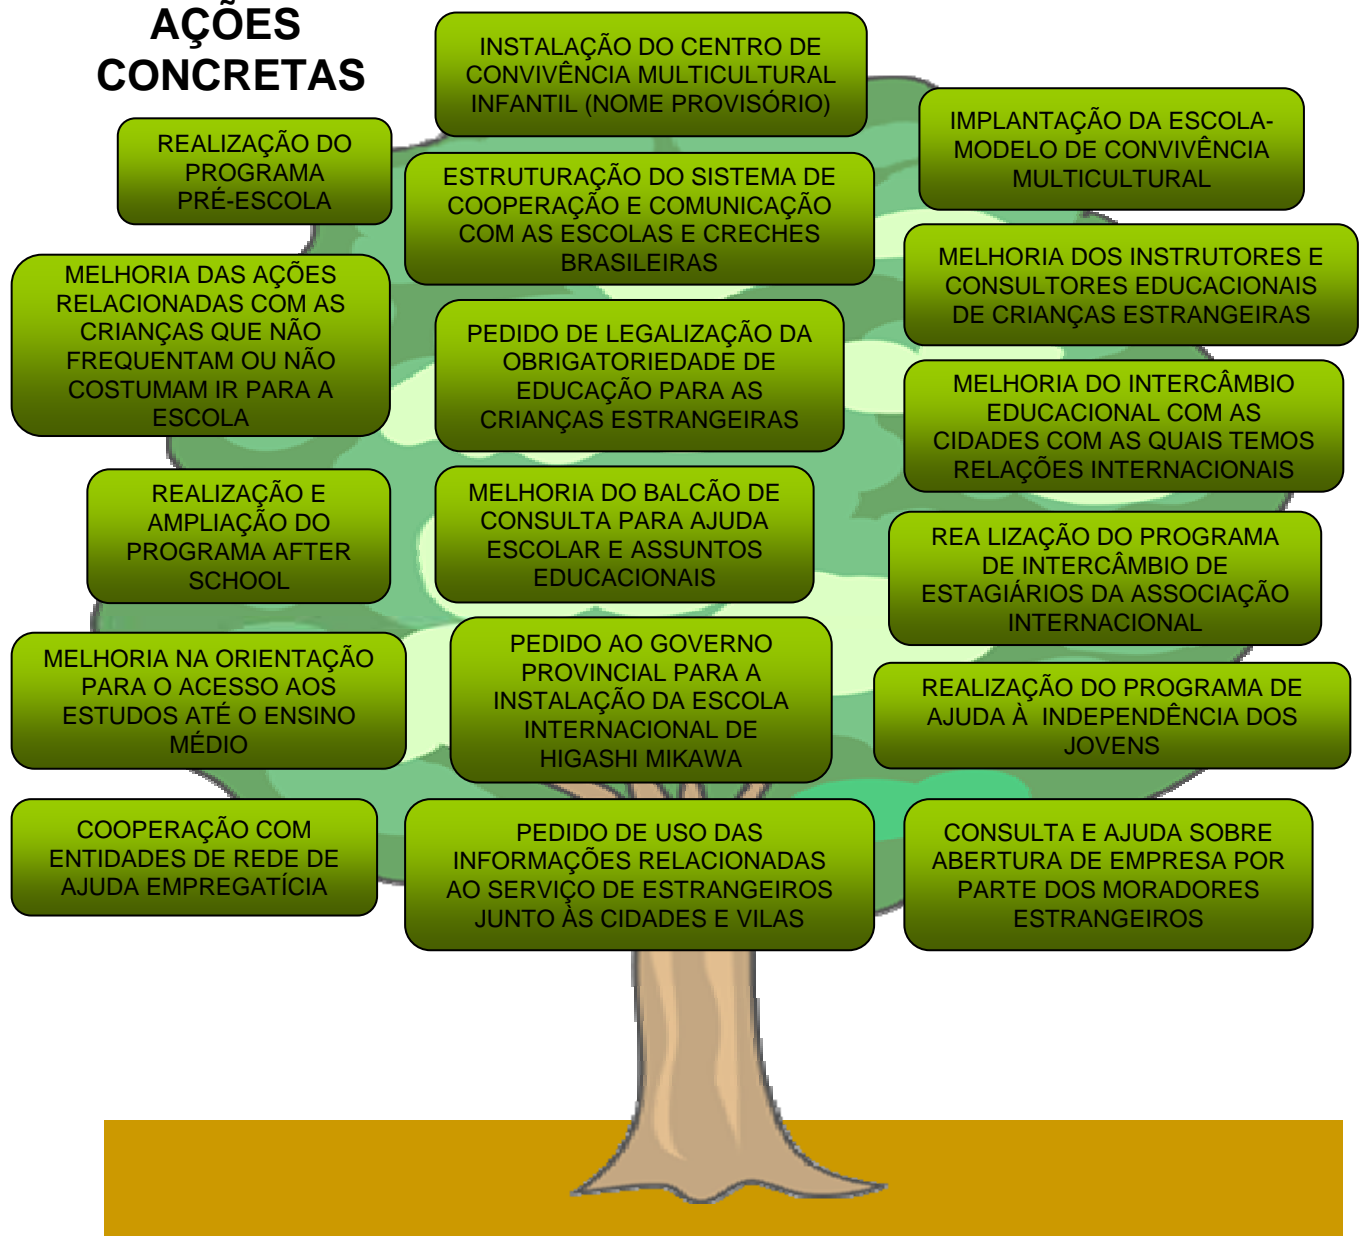 AÇÕES
CONCRETAS
INSTALAÇÃO DO CENTRO DE
CONVIVÊNCIA MULTICULTURAL
INFANTIL (NOME PROVISÓRIO)
IMPLANTAÇÃO DA ESCOLA-
MODELO DE CONVIVÊNCIA
MULTICULTURAL
REALIZAÇÃO DO
PROGRAMA
PRÉ-ESCOLA
ESTRUTURAÇÃO DO SISTEMA DE
COOPERAÇÃO E COMUNICAÇÃO
COM AS ESCOLAS E CRECHES
BRASILEIRAS
MELHORIA DOS INSTRUTORES E
CONSULTORES EDUCACIONAIS
DE CRIANÇAS ESTRANGEIRAS
MELHORIA DAS AÇÕES
RELACIONADAS COM AS
CRIANÇAS QUE NÃO
FREQUENTAM OU NÃO
COSTUMAM IR PARA A
ESCOLA
PEDIDO DE LEGALIZAÇÃO DA
OBRIGATORIEDADE DE
EDUCAÇÃO PARA AS
CRIANÇAS ESTRANGEIRAS
MELHORIA DO INTERCÂMBIO
EDUCACIONAL COM AS
CIDADES COM AS QUAIS TEMOS
RELAÇÕES INTERNACIONAIS
REALIZAÇÃO E
AMPLIAÇÃO DO
PROGRAMA AFTER
SCHOOL
MELHORIA DO BALCÃO DE
CONSULTA PARA AJUDA
ESCOLAR E ASSUNTOS
EDUCACIONAIS
REA LIZAÇÃO DO PROGRAMA
DE INTERCÂMBIO DE
ESTAGIÁRIOS DA ASSOCIAÇÃO
INTERNACIONAL
MELHORIA NA ORIENTAÇÃO
PARA O ACESSO AOS
ESTUDOS ATÉ O ENSINO
MÉDIO
PEDIDO AO GOVERNO
PROVINCIAL PARA A
INSTALAÇÃO DA ESCOLA
INTERNACIONAL DE
HIGASHI MIKAWA
REALIZAÇÃO DO PROGRAMA DE
AJUDA À  INDEPENDÊNCIA DOS
JOVENS
COOPERAÇÃO COM
ENTIDADES DE REDE DE
AJUDA EMPREGATÍCIA
PEDIDO DE USO DAS
INFORMAÇÕES RELACIONADAS
AO SERVIÇO DE ESTRANGEIROS
JUNTO ÀS CIDADES E VILAS
CONSULTA E AJUDA SOBRE
ABERTURA DE EMPRESA POR
PARTE DOS MORADORES
ESTRANGEIROS